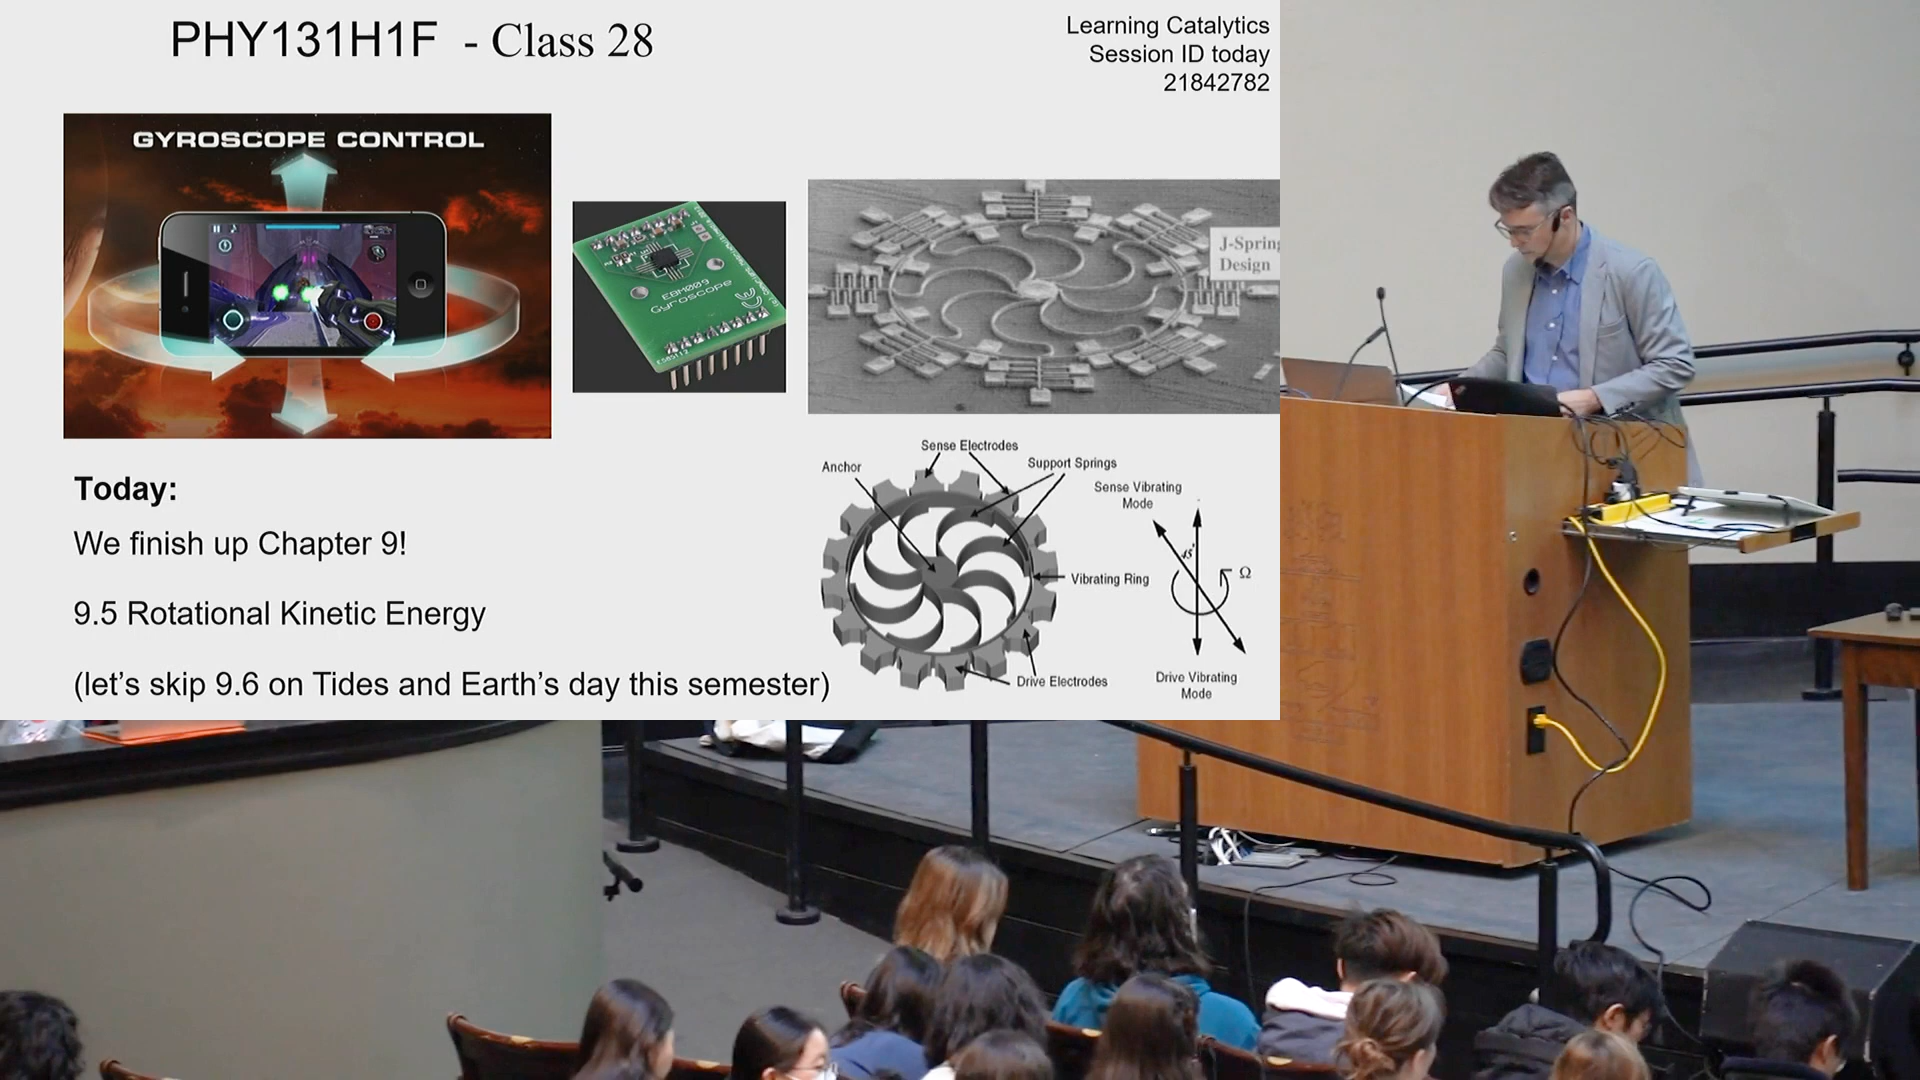 PHY131H1F - Class 28
Learning Catalytics
Session ID today
21842782
GYROSCOPE CONTROL
EBM009
Gyroscope
J-Spring
Design
Today:
We finish up Chapter 9!
9.5 Rotational Kinetic Energy
(let's skip 9.6 on Tides and Earth's day this semester)
Sense Electrodes
Anchor
Support Springs
Sense Vibrating
Mode
45°
Ω
Vibrating Ring
Drive Electrodes
Drive Vibrating
Mode